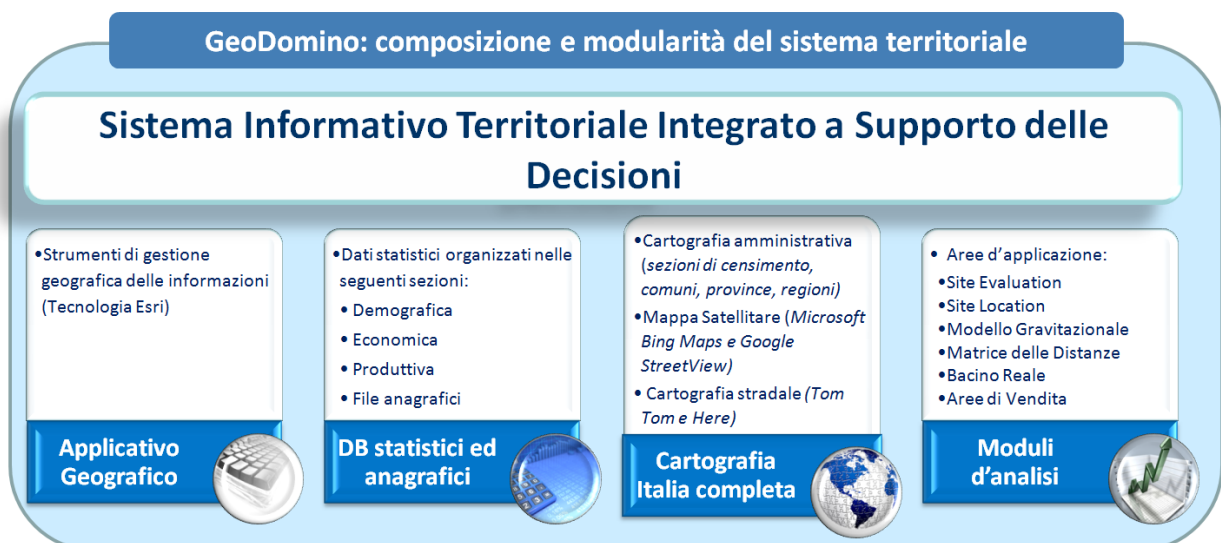 GeoDomino: composizione e modularità del sistema territoriale
Sistema Informativo Territoriale Integrato a Supporto delle
Decisioni
•Strumenti di gestione
geografica delle informazioni
(Tecnologia Esri)
Applicativo
Geografico
•Dati statistici organizzati nelle
seguenti sezioni:
• Demografica
• Economica
• Produttiva
• File anagrafici
DB statistici ed
anagrafici
•Cartografia amministrativa
(sezioni di censimento,
comuni, province, regioni)
•Mappa Satellitare (Microsoft
Bing Maps e Google
StreetView)
• Cartografia stradale (Tom
Tom e Here)
Cartografia
Italia completa
• Aree d’applicazione:
•Site Evaluation
•Site Location
•Modello Gravitazionale
•Matrice delle Distanze
•Bacino Reale
•Aree di Vendita
Moduli
d’analisi